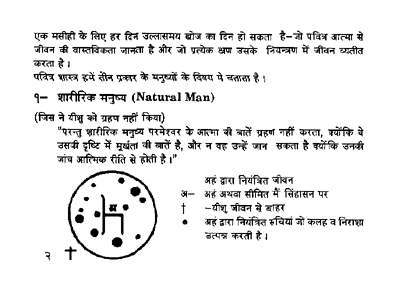 एक मसीही के लिए हर दिन उल्लासमय खोज का दिन हो सकता है-जो पवित्र आत्मा से
जीवन की वास्तविकता जानता है और जो प्रत्येक क्षण उसके नियन्त्रण में जीवन व्यतीत
करता है।
पवित्र शास्त्र हमें तीन प्रकार के मनुष्यों के विषय में बताता है।
१- शारीरिक मनुष्य (Natural Man)
(जिस ने यीशु को ग्रहण नहीं किया)
"परन्तु शारीरिक मनुष्य परमेश्वर के आत्मा की बातें ग्रहण नहीं करता, क्योंकि वे
उसकी दृष्टि में मूर्खता की बातें है, और न वह उन्हें जान सकता है क्योंकि उनकी
जांच आत्मिक रीति से होती है।"
अहं द्वारा नियंत्रित जीवन
अ- अहं अथवा सीमित मैं सिंहासन पर
† -यीशु जीवन से बाहर
• अहं द्वारा नियंत्रित रुचियां जो कलह व निराशा
उत्पन्न करती है।
अ
२ †